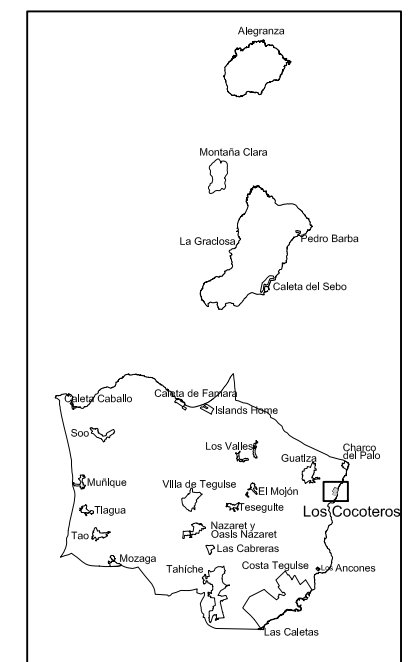 Alegranza
Montaña Clara
La Graciosa
Pedro Barba
Caleta del Sebo
Caleta Caballo
Caleta de Famara
Islands Home
Soo
Los Valles
Charco
del Palo
Guatiza
Muñique
Villa de Teguise
El Mojón
Tiagua
Teseguite
Los Cocoteros
Tao
Nazaret y
Oasis Nazaret
Las Cabreras
Mozaga
Tahíche
Costa Teguise
Los Ancones
Las Caletas